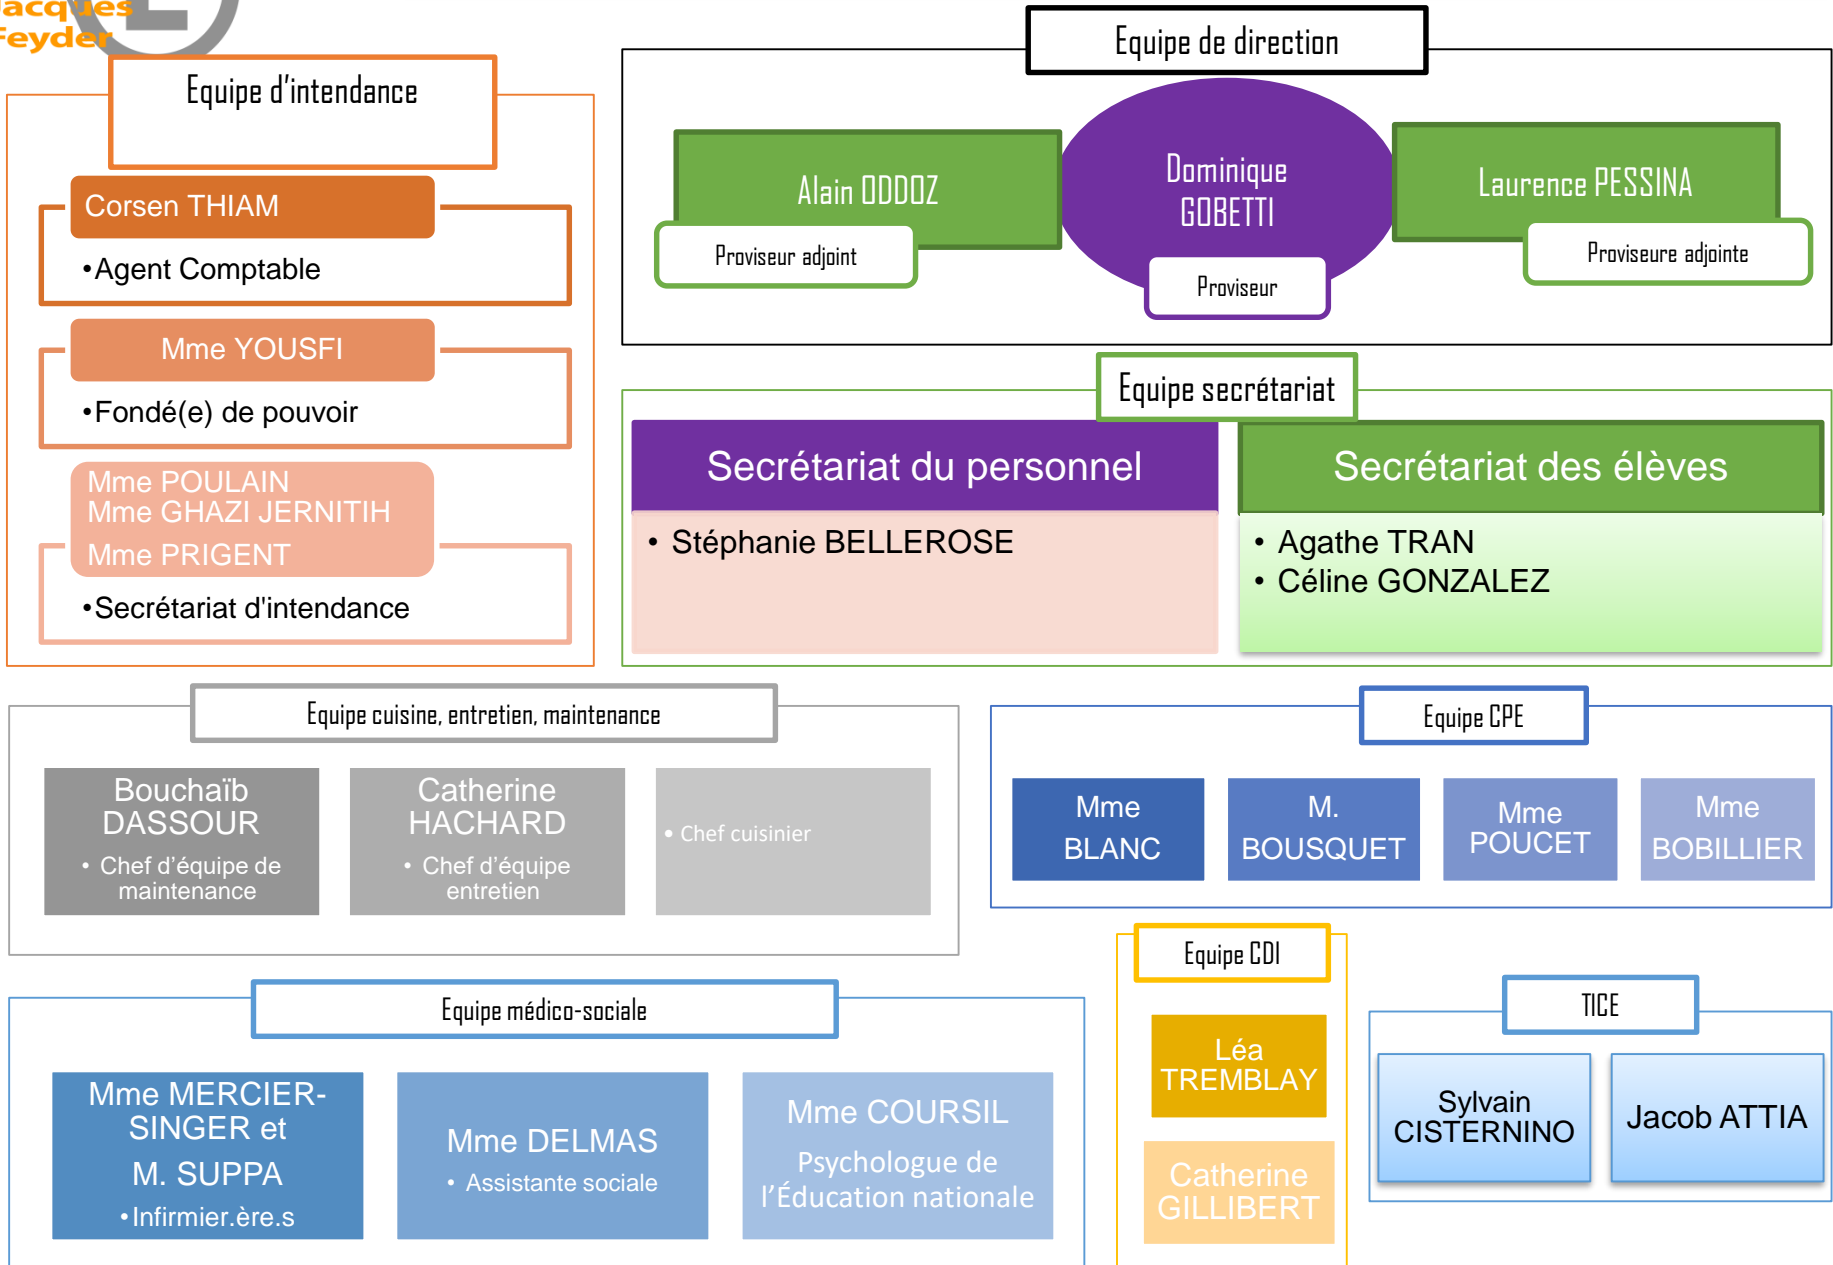 Jacques
Feyder
Equipe d'intendance
Corsen THIAM
•Agent Comptable
Mme YOUSFI
•Fondé(e) de pouvoir
Mme POULAIN
Mme GHAZI JERNITIH
Mme PRIGENT
•Secrétariat d'intendance
Equipe de direction
Alain ODDOZ
Proviseur adjoint
Dominique
GOBETTI
Proviseur
Laurence PESSINA
Proviseure adjointe
Equipe secrétariat
Secrétariat du personnel
• Stéphanie BELLEROSE
Secrétariat des élèves
• Agathe TRAN
• Céline GONZALEZ
Equipe cuisine, entretien, maintenance
Bouchaïb
DASSOUR
• Chef d’équipe de
maintenance
Catherine
HACHARD
• Chef d’équipe
entretien
• Chef cuisinier
Equipe CPE
Mme
BLANC
M.
BOUSQUET
Mme
POUCET
Mme
BOBILLIER
Equipe médico-sociale
Mme MERCIER-
SINGER et
M. SUPPA
•Infirmier.ère.s
Mme DELMAS
• Assistante sociale
Mme COURSIL
Psychologue de
l’Éducation nationale
Equipe CDI
Léa
TREMBLAY
Catherine
GILLIBERT
TICE
Sylvain
CISTERNINO
Jacob ATTIA